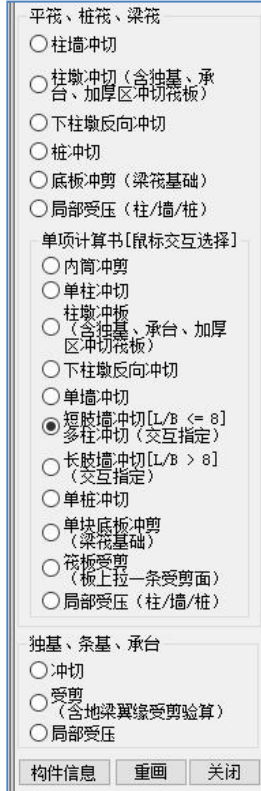 平筏、桩筏、梁筏
柱墙冲切
柱墩冲切（含独基、承
台、加厚区冲切筏板）
下柱墩反向冲切
桩冲切
底板冲剪（梁筏基础）
局部受压（柱/墙/桩）
单项计算书[鼠标交互选择]
内筒冲剪
单柱冲切
柱墩冲板
（含独基、承台、加厚
区冲切筏板）
下柱墩反向冲切
单墙冲切
短肢墙冲切[L/B <= 8]
多柱冲切（交互指定）
长肢墙冲切[L/B > 8]
（交互指定）
单桩冲切
单块底板冲剪
（梁筏基础）
筏板受剪
（板上拉一条受剪面）
局部受压（柱/墙/桩）
独基、条基、承台
冲切
受剪
（含地梁翼缘受剪验算）
局部受压
构件信息 重画 关闭